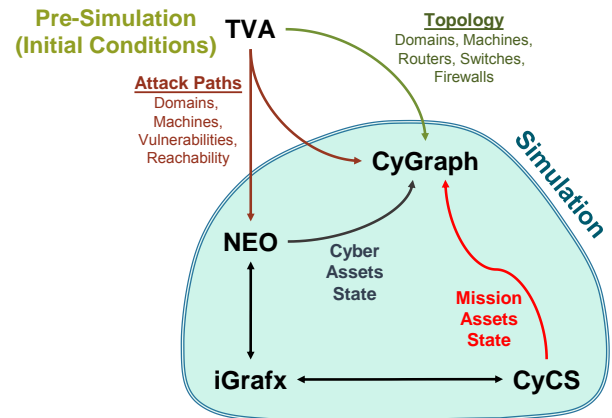 Pre-Simulation
(Initial Conditions)
TVA
Topology
Domains, Machines,
Routers, Switches,
Firewalls
Attack Paths
Domains,
Machines,
Vulnerabilities,
Reachability
CyGraph
Simulation
NEO
Cyber
Assets
State
Mission
Assets
State
iGrafx
CyCS